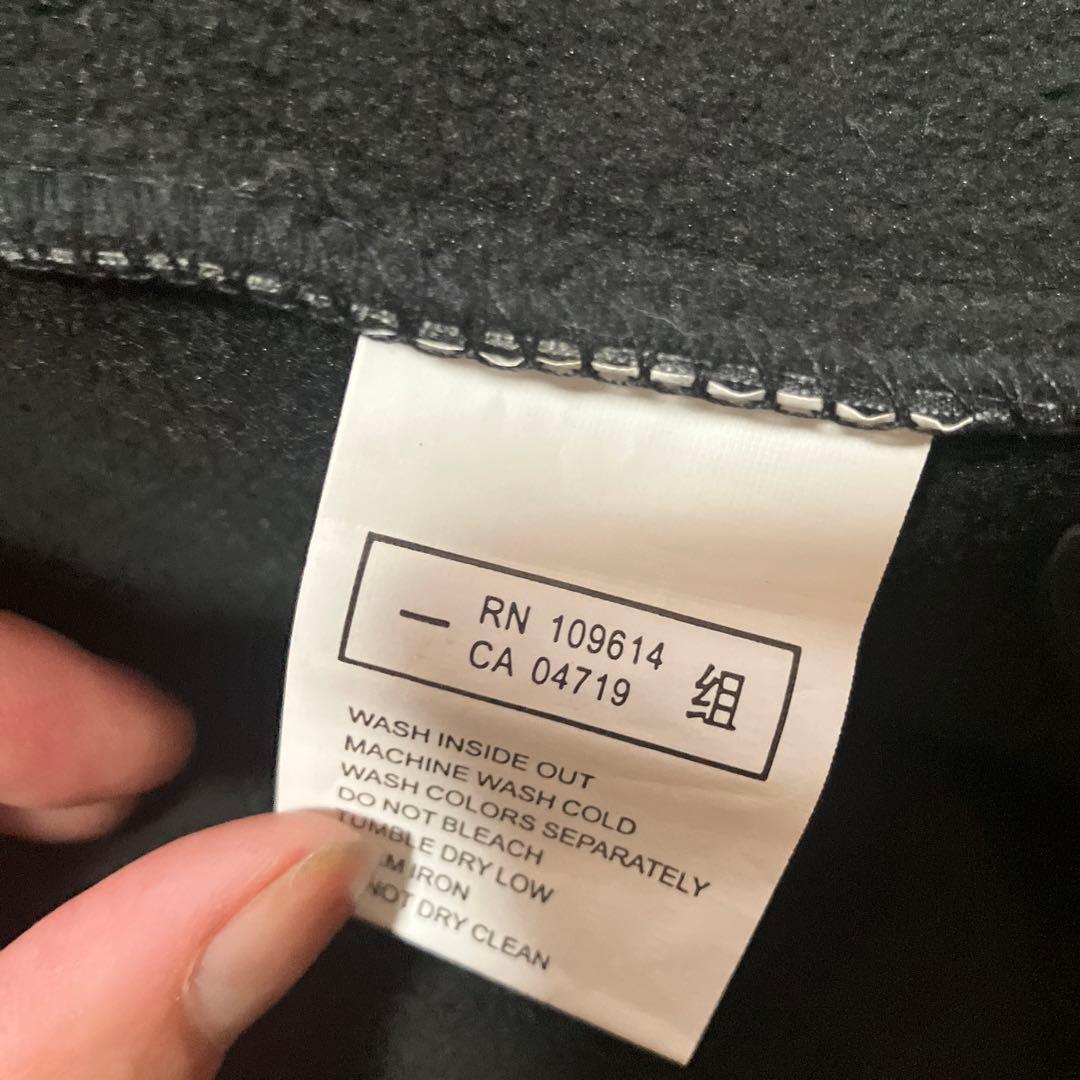 一 RN 109614 组
CA 04719
WASH INSIDE OUT
MACHINE WASH COLD
WASH COLORS SEPARATELY
DO NOT BLEACH
TUMBLE DRY LOW
IRON
NOT DRY CLEAN